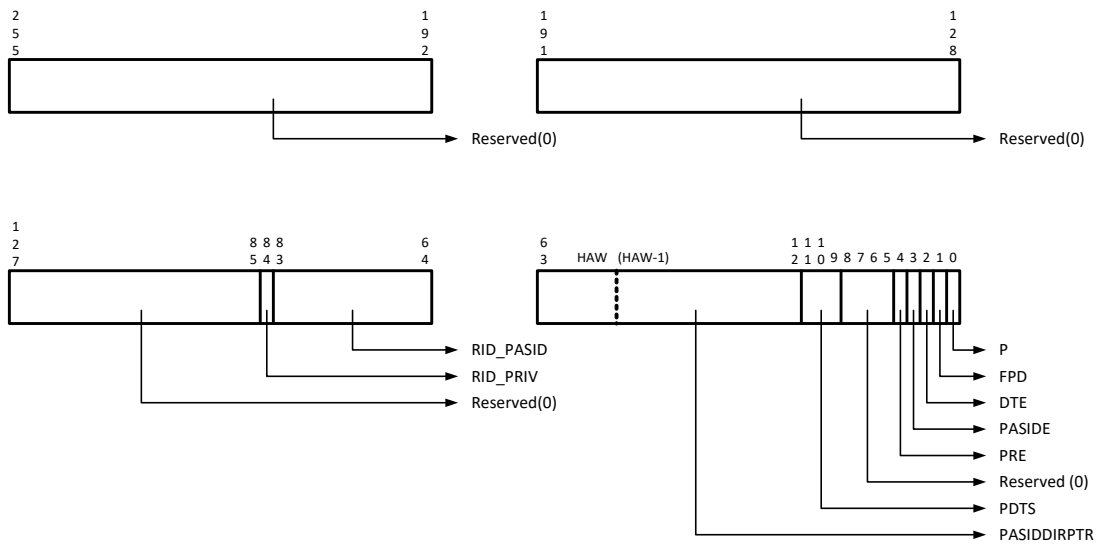 2 1 1 1
5 9 9 2
5 2 1 8
Reserved(0) Reserved(0)
1
2 8 8 8 6 6 1 1 1
7 5 4 3 4 3 HAW (HAW-1) 2 1 0 9 8 7 6 5 4 3 2 1 0
RID_PASID P
RID_PRIV FPD
Reserved(0) DTE
PASIDE
PRE
Reserved (0)
PDTS
PASIDDIRPTR